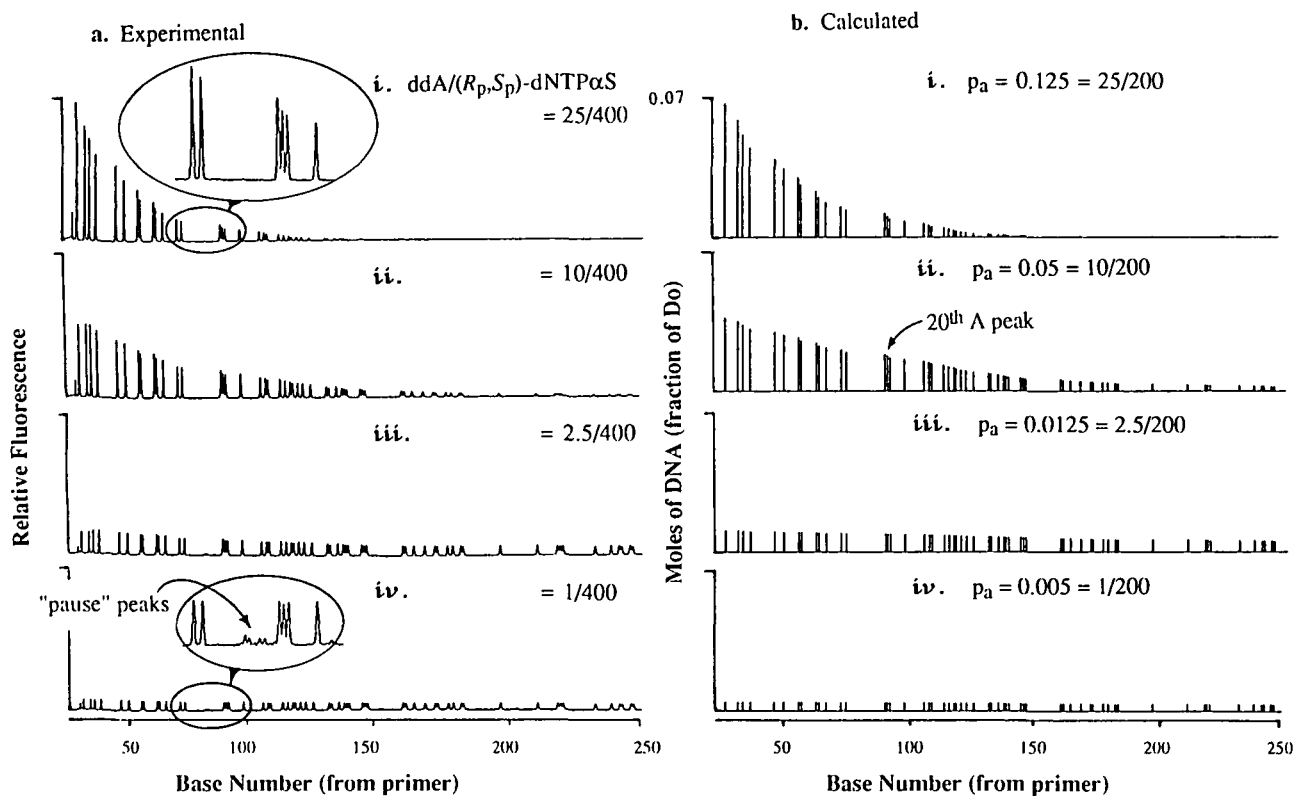 a. Experimental
i. ddA/(Rp,Sp)-dNTPαS
= 25/400
ii. = 10/400
iii. = 2.5/400
"pause" peaks
iv. = 1/400
Relative Fluorescence
50 100 150 200 250
Base Number (from primer)
b. Calculated
0.07
i. pa = 0.125 = 25/200
ii. pa = 0.05 = 10/200
20th A peak
iii. pa = 0.0125 = 2.5/200
iv. pa = 0.005 = 1/200
Moles of DNA (fraction of Do)
50 100 150 200 250
Base Number (from primer)